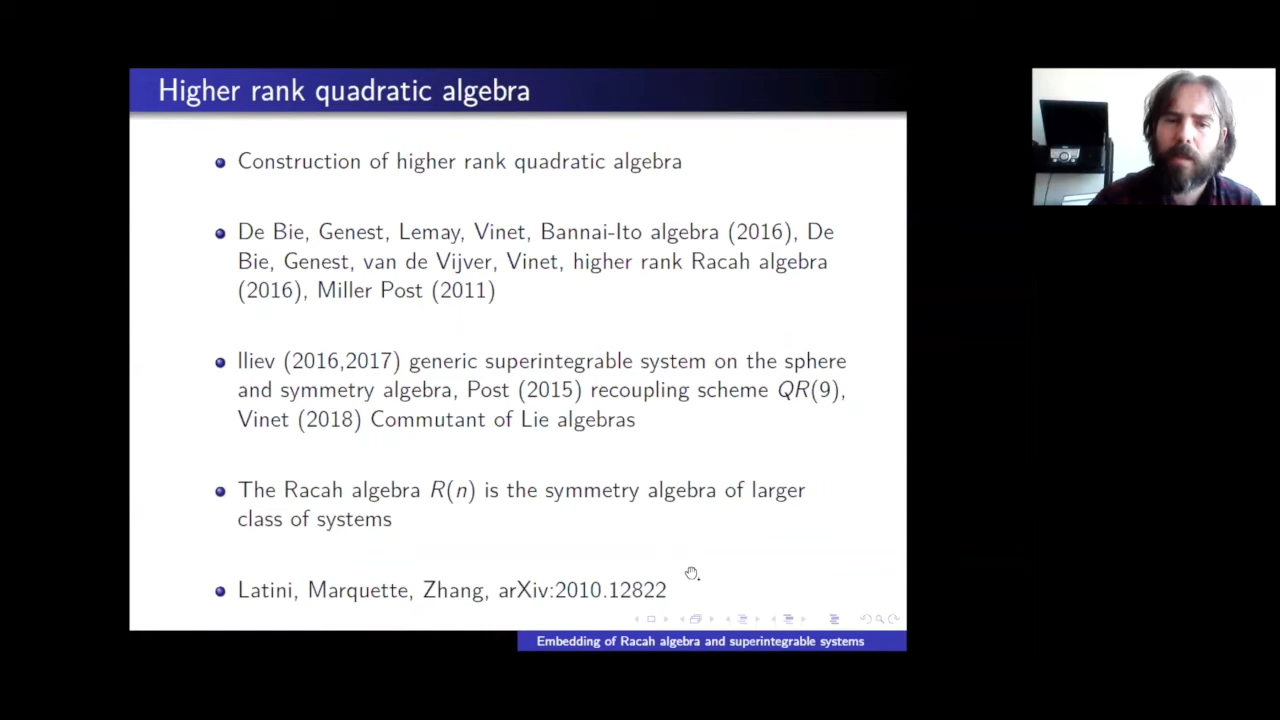 Higher rank quadratic algebra
Construction of higher rank quadratic algebra
De Bie, Genest, Lemay, Vinet, Bannai-Ito algebra (2016), De
Bie, Genest, van de Vijver, Vinet, higher rank Racah algebra
(2016), Miller Post (2011)
Iliev (2016,2017) generic superintegrable system on the sphere
and symmetry algebra, Post (2015) recoupling scheme QR(9),
Vinet (2018) Commutant of Lie algebras
The Racah algebra R(n) is the symmetry algebra of larger
class of systems
Latini, Marquette, Zhang, arXiv:2010.12822
Embedding of Racah algebra and superintegrable systems